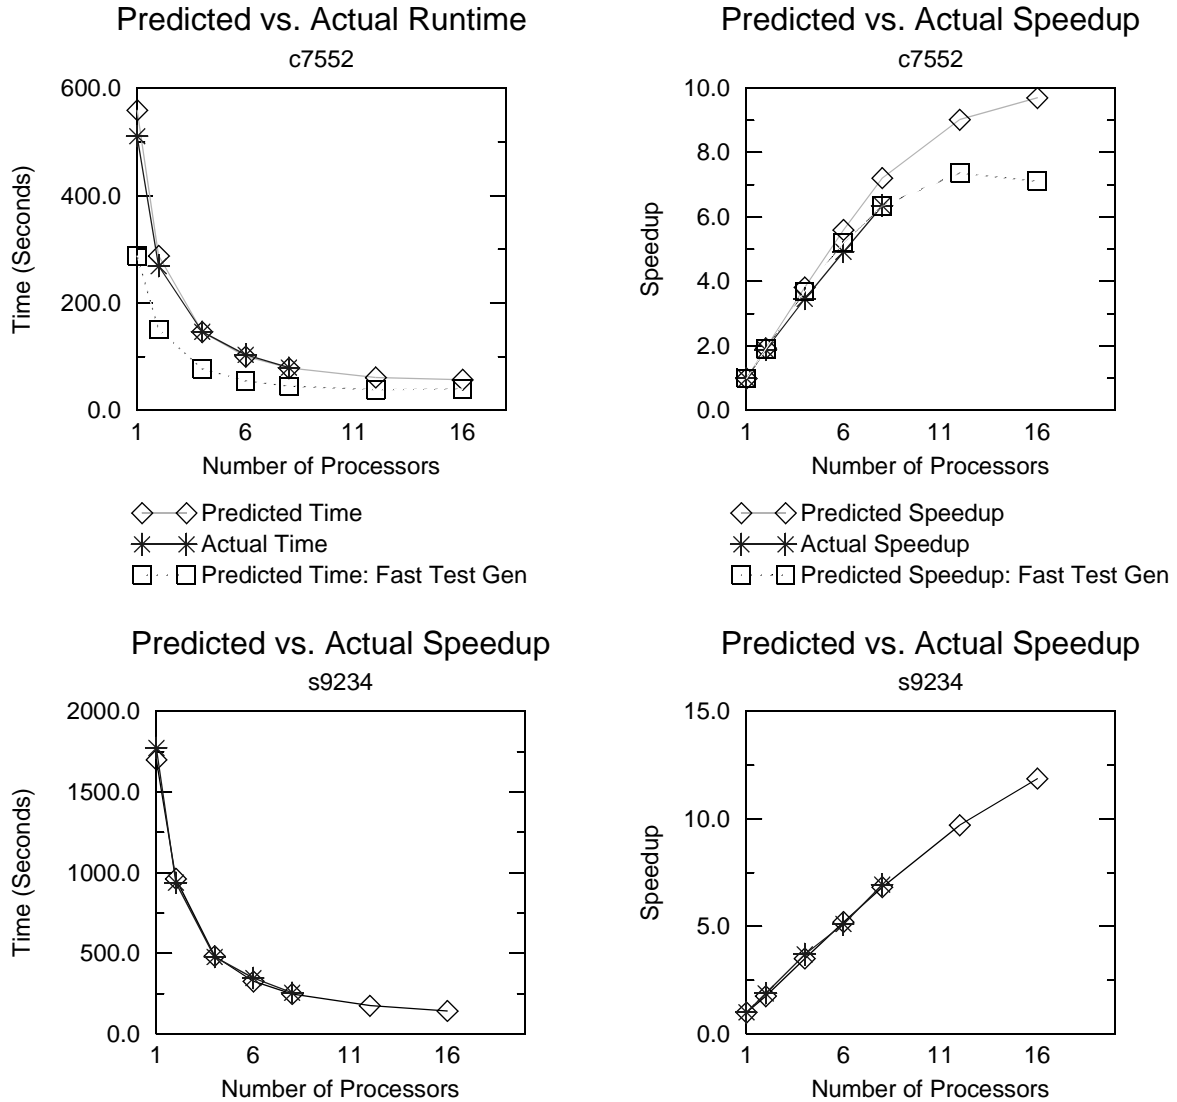 Predicted vs. Actual Runtime
c7552
600.0
400.0
200.0
0.0
Time (Seconds)
1 6 11 16
Number of Processors
Predicted Time
Actual Time
Predicted Time: Fast Test Gen
Predicted vs. Actual Speedup
c7552
10.0
8.0
6.0
4.0
2.0
0.0
Speedup
1 6 11 16
Number of Processors
Predicted Speedup
Actual Speedup
Predicted Speedup: Fast Test Gen
Predicted vs. Actual Speedup
s9234
2000.0
1500.0
1000.0
500.0
0.0
Time (Seconds)
1 6 11 16
Number of Processors
Predicted vs. Actual Speedup
s9234
15.0
10.0
5.0
0.0
Speedup
1 6 11 16
Number of Processors